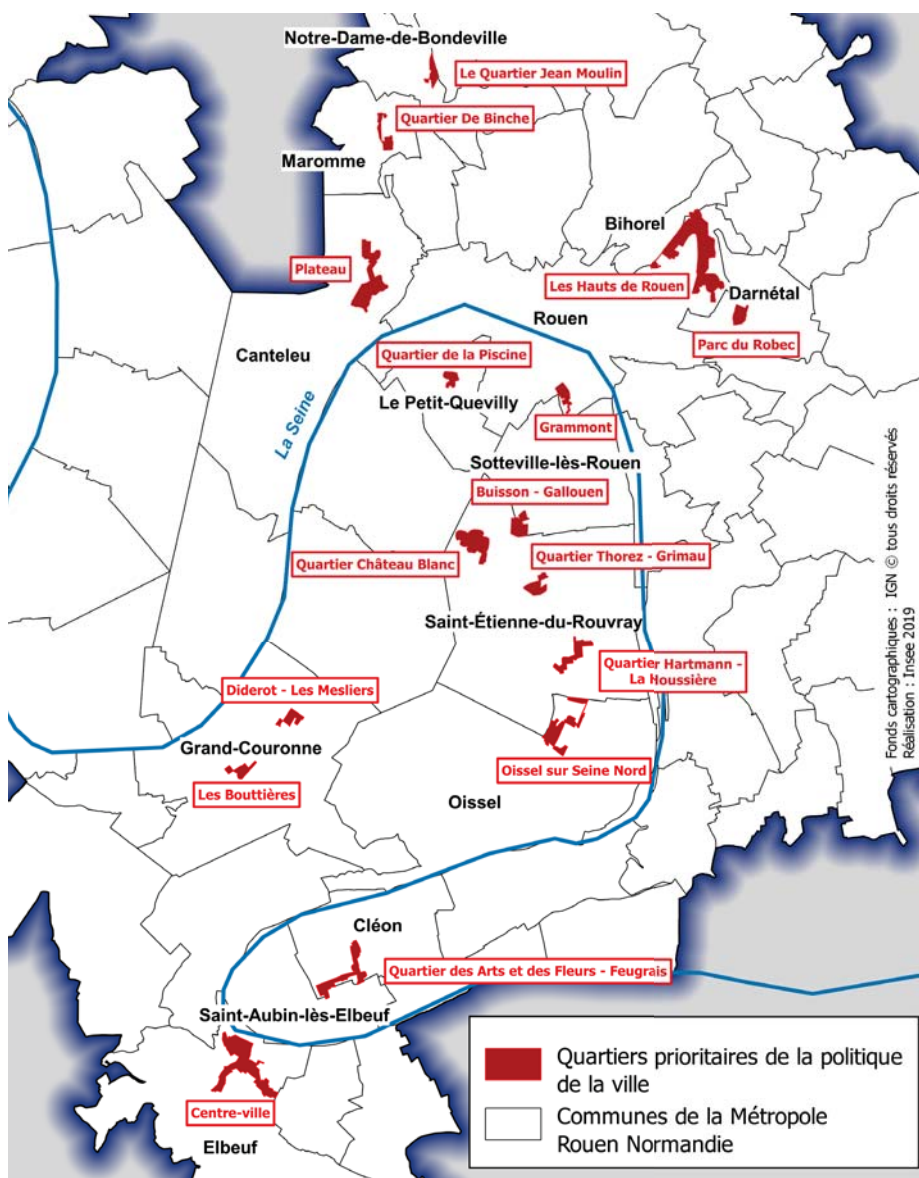 Notre-Dame-de-Bondeville
Le Quartier Jean Moulin
Quartier De Binche
Maromme
Bihorel
Plateau
Les Hauts de Rouen
Darnétal
Rouen
Parc du Robec
Canteleu
Quartier de la Piscine
La Seine
Le Petit-Quevilly
Grammont
Sotteville-lès-Rouen
Buisson - Gallouen
Quartier Château Blanc
Quartier Thorez - Grimau
Saint-Étienne-du-Rouvray
Quartier Hartmann -
La Houssière
Diderot - Les Mesliers
Grand-Couronne
Oissel sur Seine Nord
Les Bouttières
Oissel
Cléon
Quartier des Arts et des Fleurs - Feugrais
Saint-Aubin-lès-Elbeuf
Centre-ville
Elbeuf
Fonds cartographiques : IGN © tous droits réservés
Réalisation : Insee 2019
Quartiers prioritaires de la politique
de la ville
Communes de la Métropole
Rouen Normandie